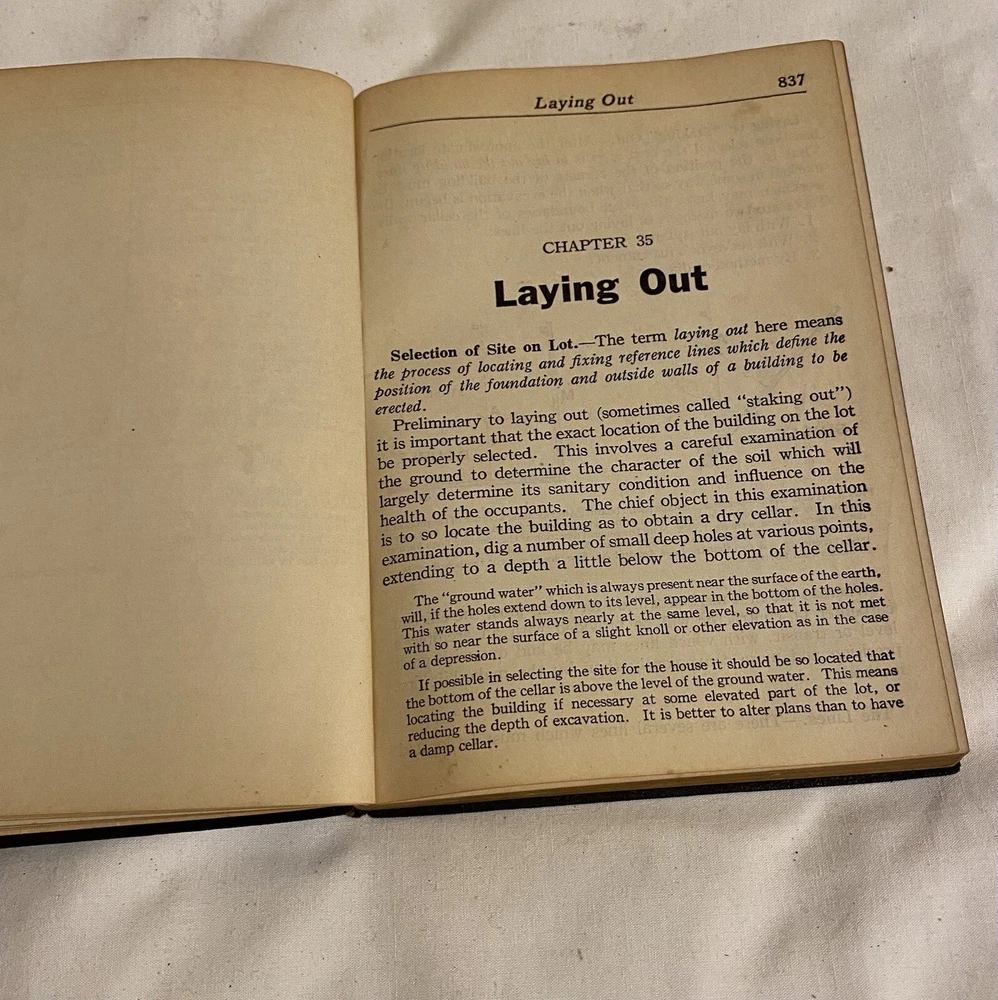 Laying Out 837
CHAPTER 35
Laying Out
Selection of Site on Lot.—The term laying out here means
the process of locating and fixing reference lines which define the
position of the foundation and outside walls of a building to be
erected.
Preliminary to laying out (sometimes called "staking out")
it is important that the exact location of the building on the lot
be properly selected. This involves a careful examination of
the ground to determine the character of the soil which will
largely determine its sanitary condition and influence on the
health of the occupants. The chief object in this examination
is to so locate the building as to obtain a dry cellar. In this
examination, dig a number of small deep holes at various points,
extending to a depth a little below the bottom of the cellar.
The "ground water" which is always present near the surface of the earth,
will, if the holes extend down to its level, appear in the bottom of the holes.
This water stands always nearly at the same level, so that it is not met
with so near the surface of a slight knoll or other elevation as in the case
of a depression.
If possible in selecting the site for the house it should be so located that
the bottom of the cellar is above the level of the ground water. This means
locating the building if necessary at some elevated part of the lot, or
reducing the depth of excavation. It is better to alter plans than to have
a damp cellar.